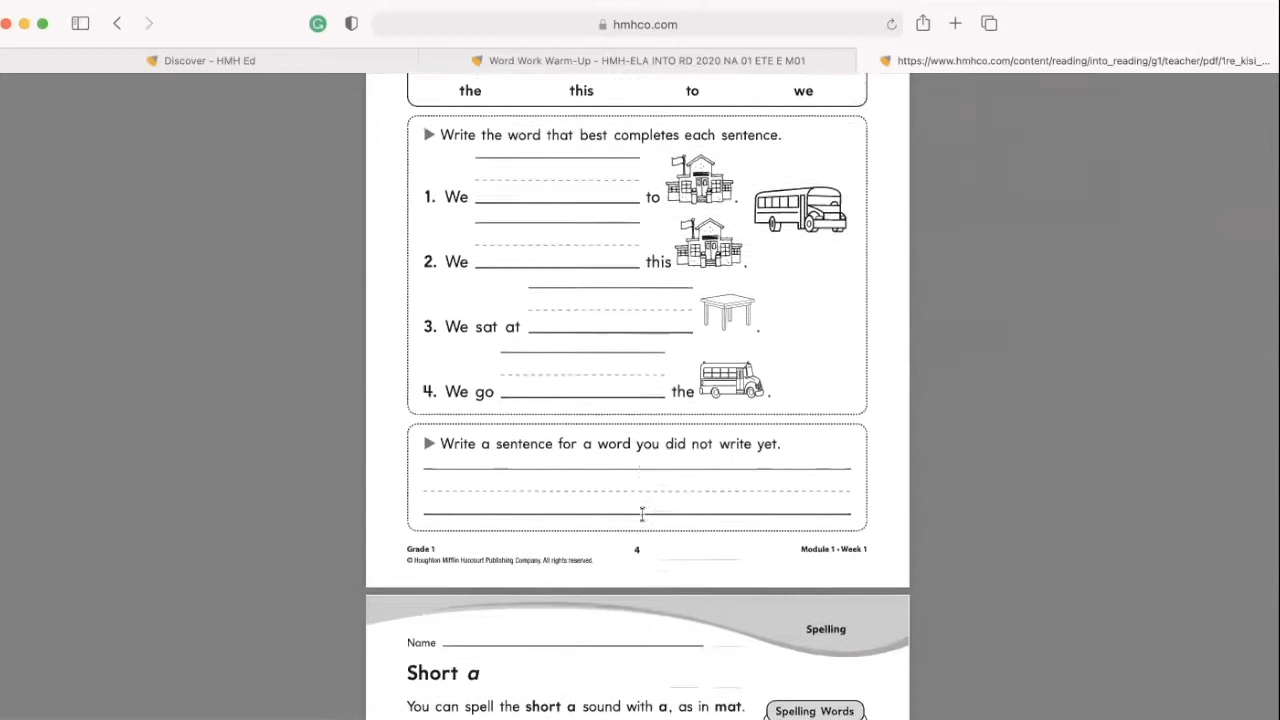 hmhco.com
Discover - HMH Ed
Word Work Warm-Up - HMH-ELA INTO RD 2020 NA 01 ETE E M01
https://www.hmhco.com/content/reading/into_reading/g1/teacher/pdf/1re_kisi_...
the this to we
▶ Write the word that best completes each sentence.
1. We to .
2. We this .
3. We sat at .
4. We go the .
▶ Write a sentence for a word you did not write yet.
Grade 1 4 Module 1 • Week 1
© Houghton Mifflin Harcourt Publishing Company. All rights reserved.
Spelling
Name
Short a
You can spell the short a sound with a, as in mat.
Spelling Words